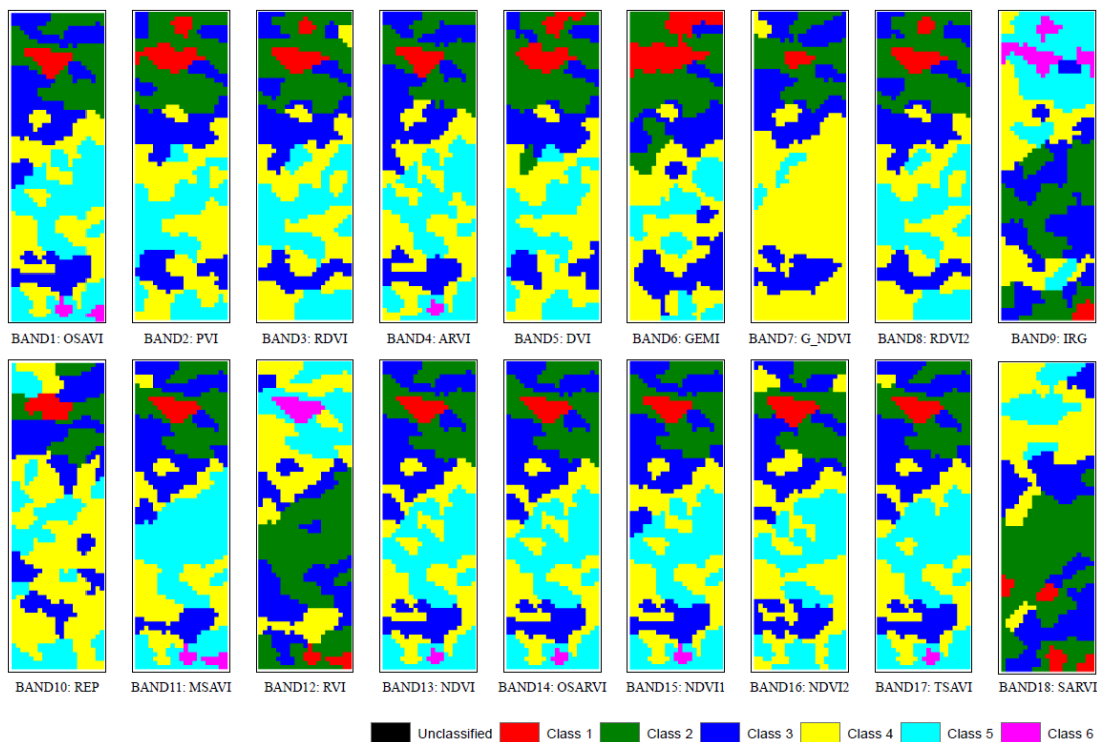 BAND1: OSAVI BAND2: PVI BAND3: RDVI BAND4: ARVI BAND5: DVI BAND6: GEMI BAND7: G_NDVI BAND8: RDVI2 BAND9: IRG
BAND10: REP BAND11: MSAVI BAND12: RVI BAND13: NDVI BAND14: OSARVI BAND15: NDVI1 BAND16: NDVI2 BAND17: TSAVI BAND18: SARVI
Unclassified Class 1 Class 2 Class 3 Class 4 Class 5 Class 6